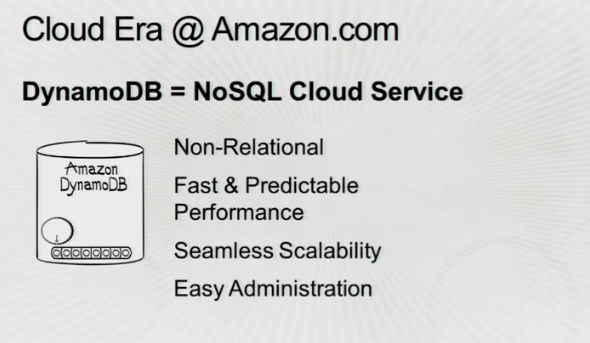 Cloud Era @ Amazon.com
DynamoDB = NoSQL Cloud Service
Amazon
DynamoDB
Non-Relational
Fast & Predictable
Performance
Seamless Scalability
Easy Administration